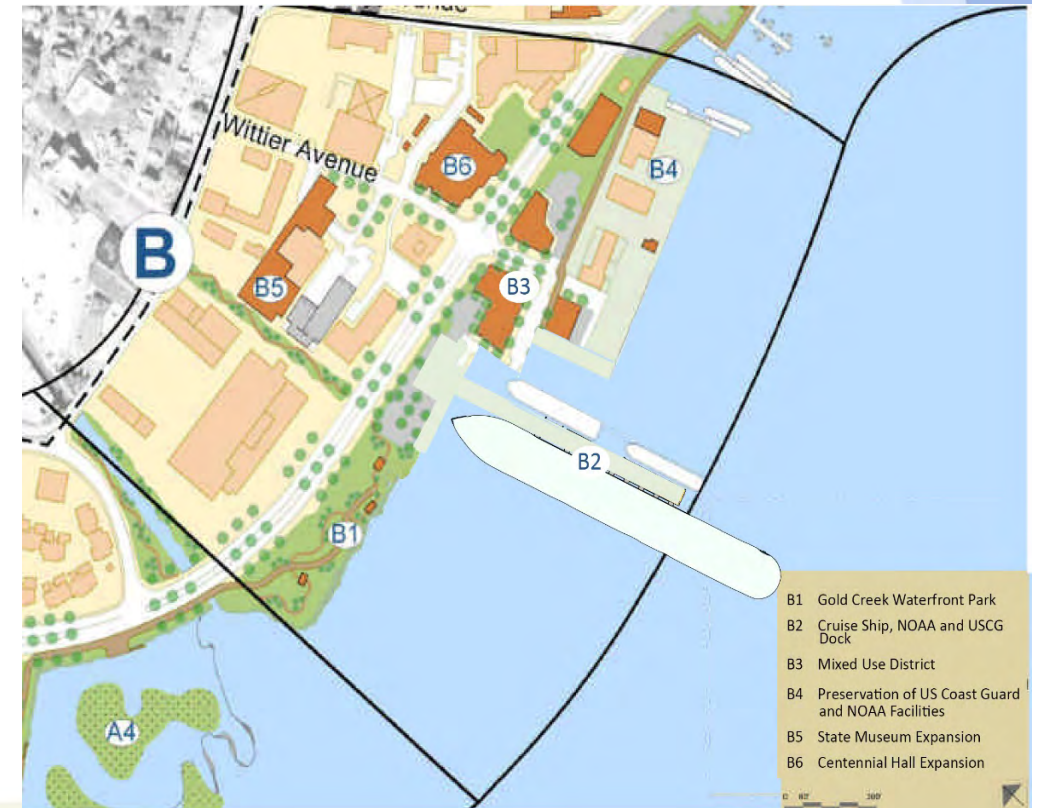 Wittier Avenue
B6
B4
B
B5
B3
B2
B1
A4
B1 Gold Creek Waterfront Park
B2 Cruise Ship, NOAA and USCG
Dock
B3 Mixed Use District
B4 Preservation of US Coast Guard
and NOAA Facilities
B5 State Museum Expansion
B6 Centennial Hall Expansion